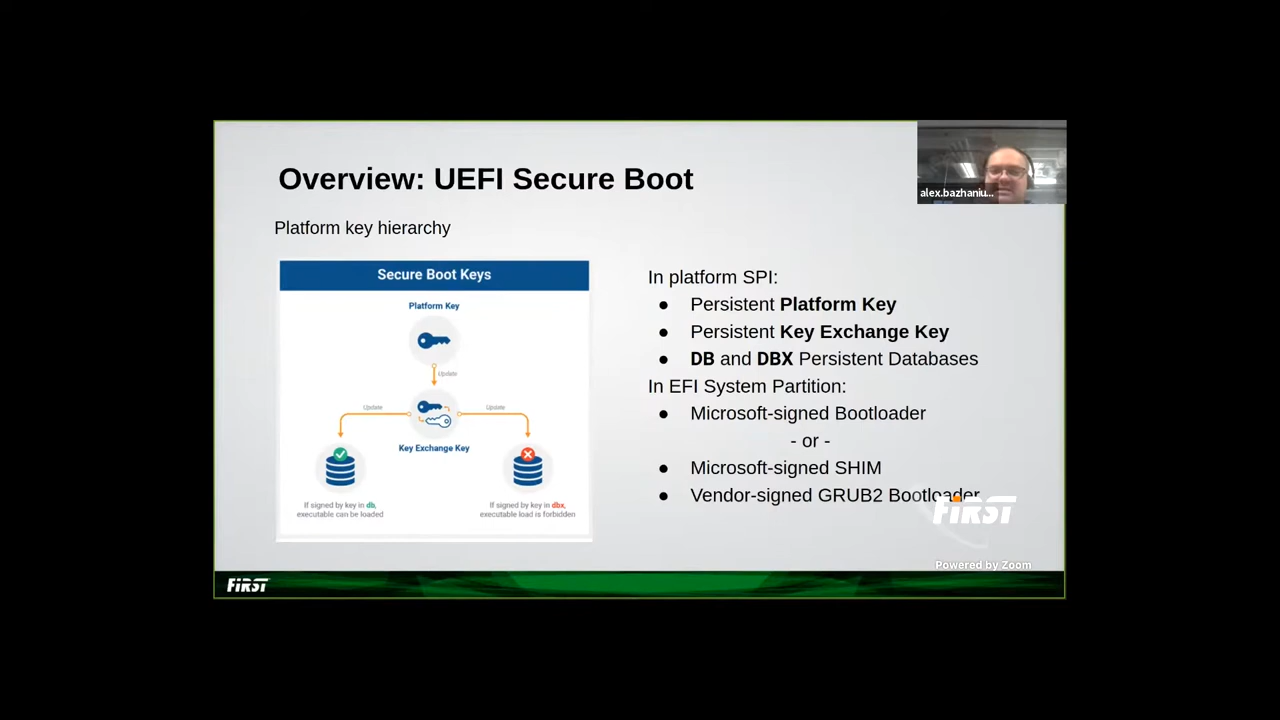 Overview: UEFI Secure Boot
alex.bazhaniu...
Platform key hierarchy
Secure Boot Keys
Platform Key
Update
Update
Update
Key Exchange Key
If signed by key in db,
executable can be loaded
If signed by key in dbx,
executable load is forbidden
In platform SPI:
● Persistent Platform Key
● Persistent Key Exchange Key
● DB and DBX Persistent Databases
In EFI System Partition:
● Microsoft-signed Bootloader
- or -
● Microsoft-signed SHIM
● Vendor-signed GRUB2 Bootloader
FiRST
Powered by Zoom
FiRST